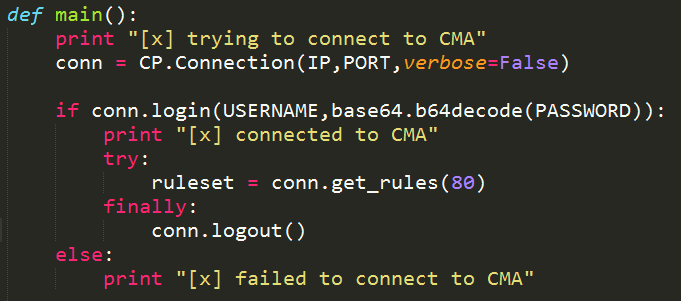 def main():
    print "[x] trying to connect to CMA"
    conn = CP.Connection(IP,PORT,verbose=False)

    if conn.login(USERNAME,base64.b64decode(PASSWORD)):
        print "[x] connected to CMA"
        try:
            ruleset = conn.get_rules(80)
        finally:
            conn.logout()
    else:
        print "[x] failed to connect to CMA"